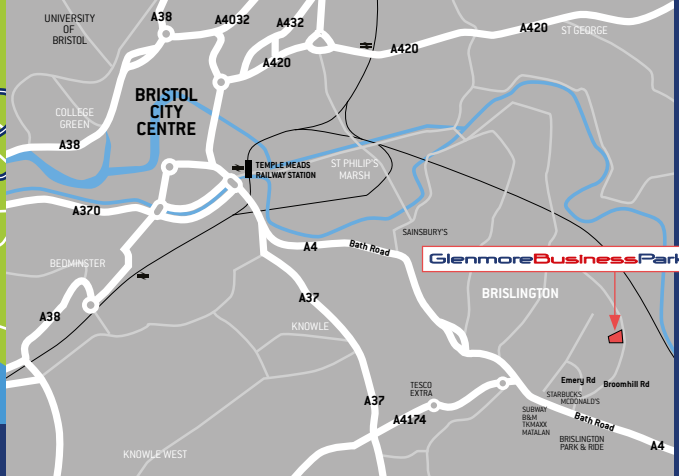 UNIVERSITY
OF
BRISTOL
A38
A4032
A432
A420
A420
A420
ST GEORGE
BRISTOL
CITY
CENTRE
COLLEGE
GREEN
A38
TEMPLE MEADS
RAILWAY STATION
ST PHILIP'S
MARSH
A370
SAINSBURY'S
A4
Bath Road
GlenmoreBusinessPark
BEDMINSTER
BRISLINGTON
A37
A38
KNOWLE
TESCO
EXTRA
Emery Rd
Broomhill Rd
STARBUCKS
MCDONALD'S
A37
A4174
SUBWAY
B&M
TKMAXX
MATALAN
Bath Road
BRISLINGTON
PARK & RIDE
A4
KNOWLE WEST